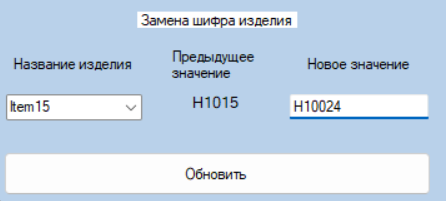 Замена шифра изделия
Название изделия
Предыдущее
значение
Новое значение
Item15
H1015
H10024
Обновить